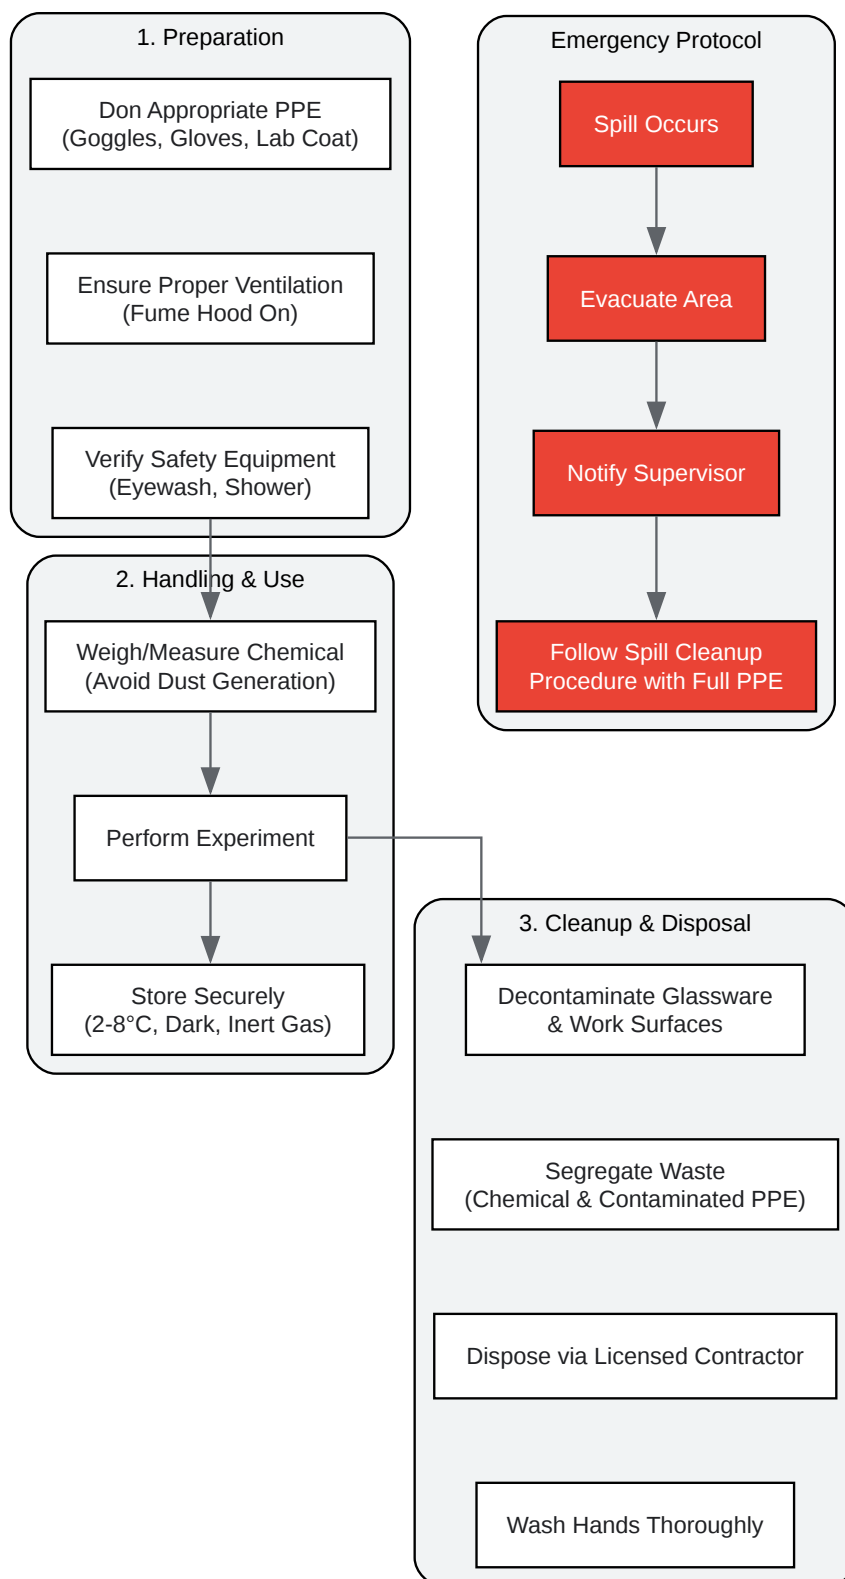 1. Preparation
Don Appropriate PPE
(Goggles, Gloves, Lab Coat)
Ensure Proper Ventilation
(Fume Hood On)
Verify Safety Equipment
(Eyewash, Shower)
Emergency Protocol
Spill Occurs
Evacuate Area
Notify Supervisor
Follow Spill Cleanup
Procedure with Full PPE
2. Handling & Use
Weigh/Measure Chemical
(Avoid Dust Generation)
Perform Experiment
Store Securely
(2-8°C, Dark, Inert Gas)
3. Cleanup & Disposal
Decontaminate Glassware
& Work Surfaces
Segregate Waste
(Chemical & Contaminated PPE)
Dispose via Licensed Contractor
Wash Hands Thoroughly